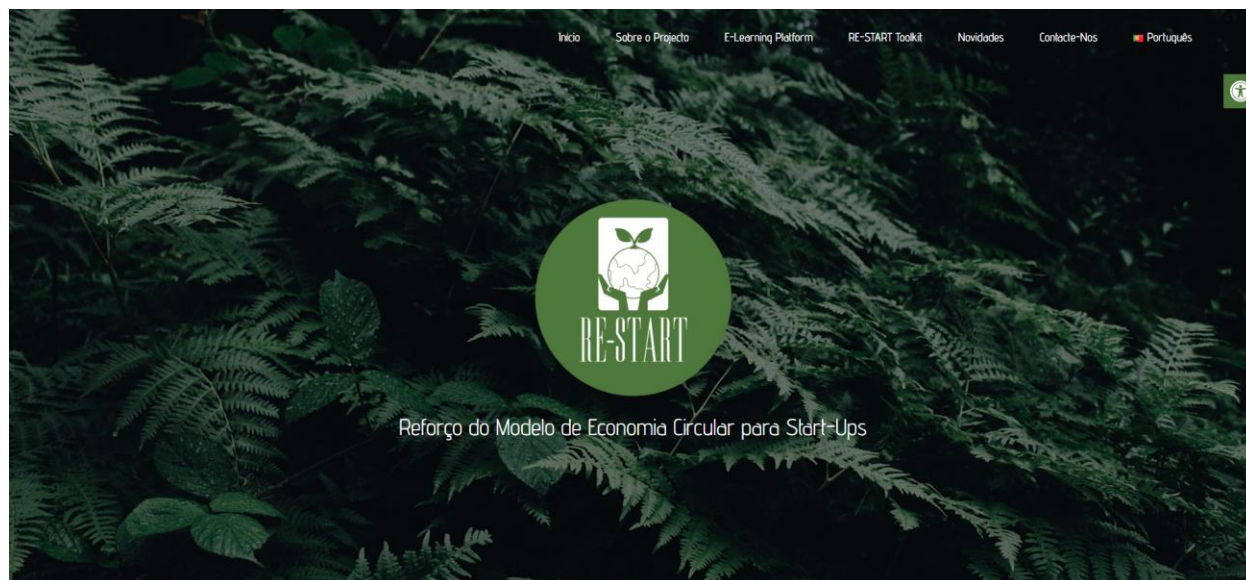 Início Sobre o Projecto E-Learning Platform RE-START Toolkit Novidades Contacte-Nos Português
RE-START
Reforço do Modelo de Economia Circular para Start-Ups